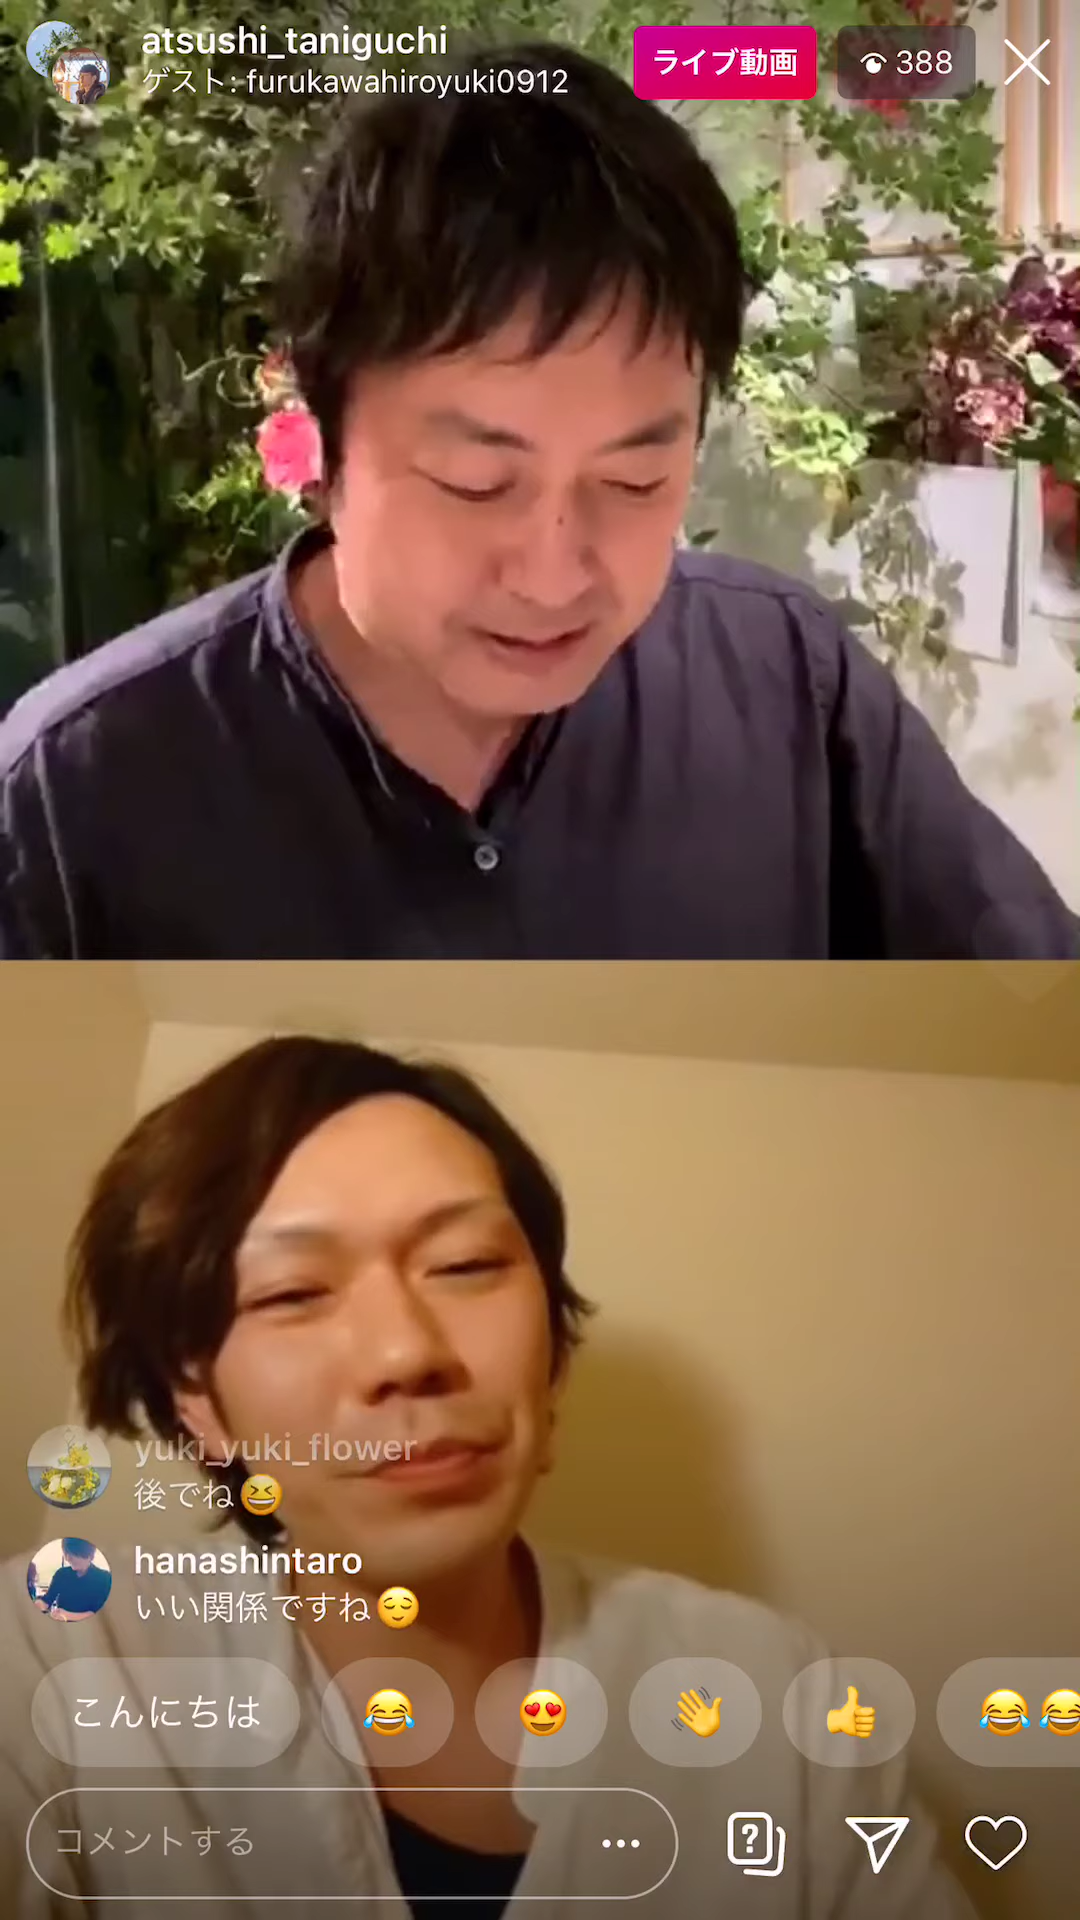 atsushi_taniguchi
ゲスト: furukawahiroyuki0912
ライブ動画
388
yuki_yuki_flower
後でね😆
hanashintaro
いい関係ですね😌
こんにちは 😂 😍 👋 👍 😂😂
コメントする